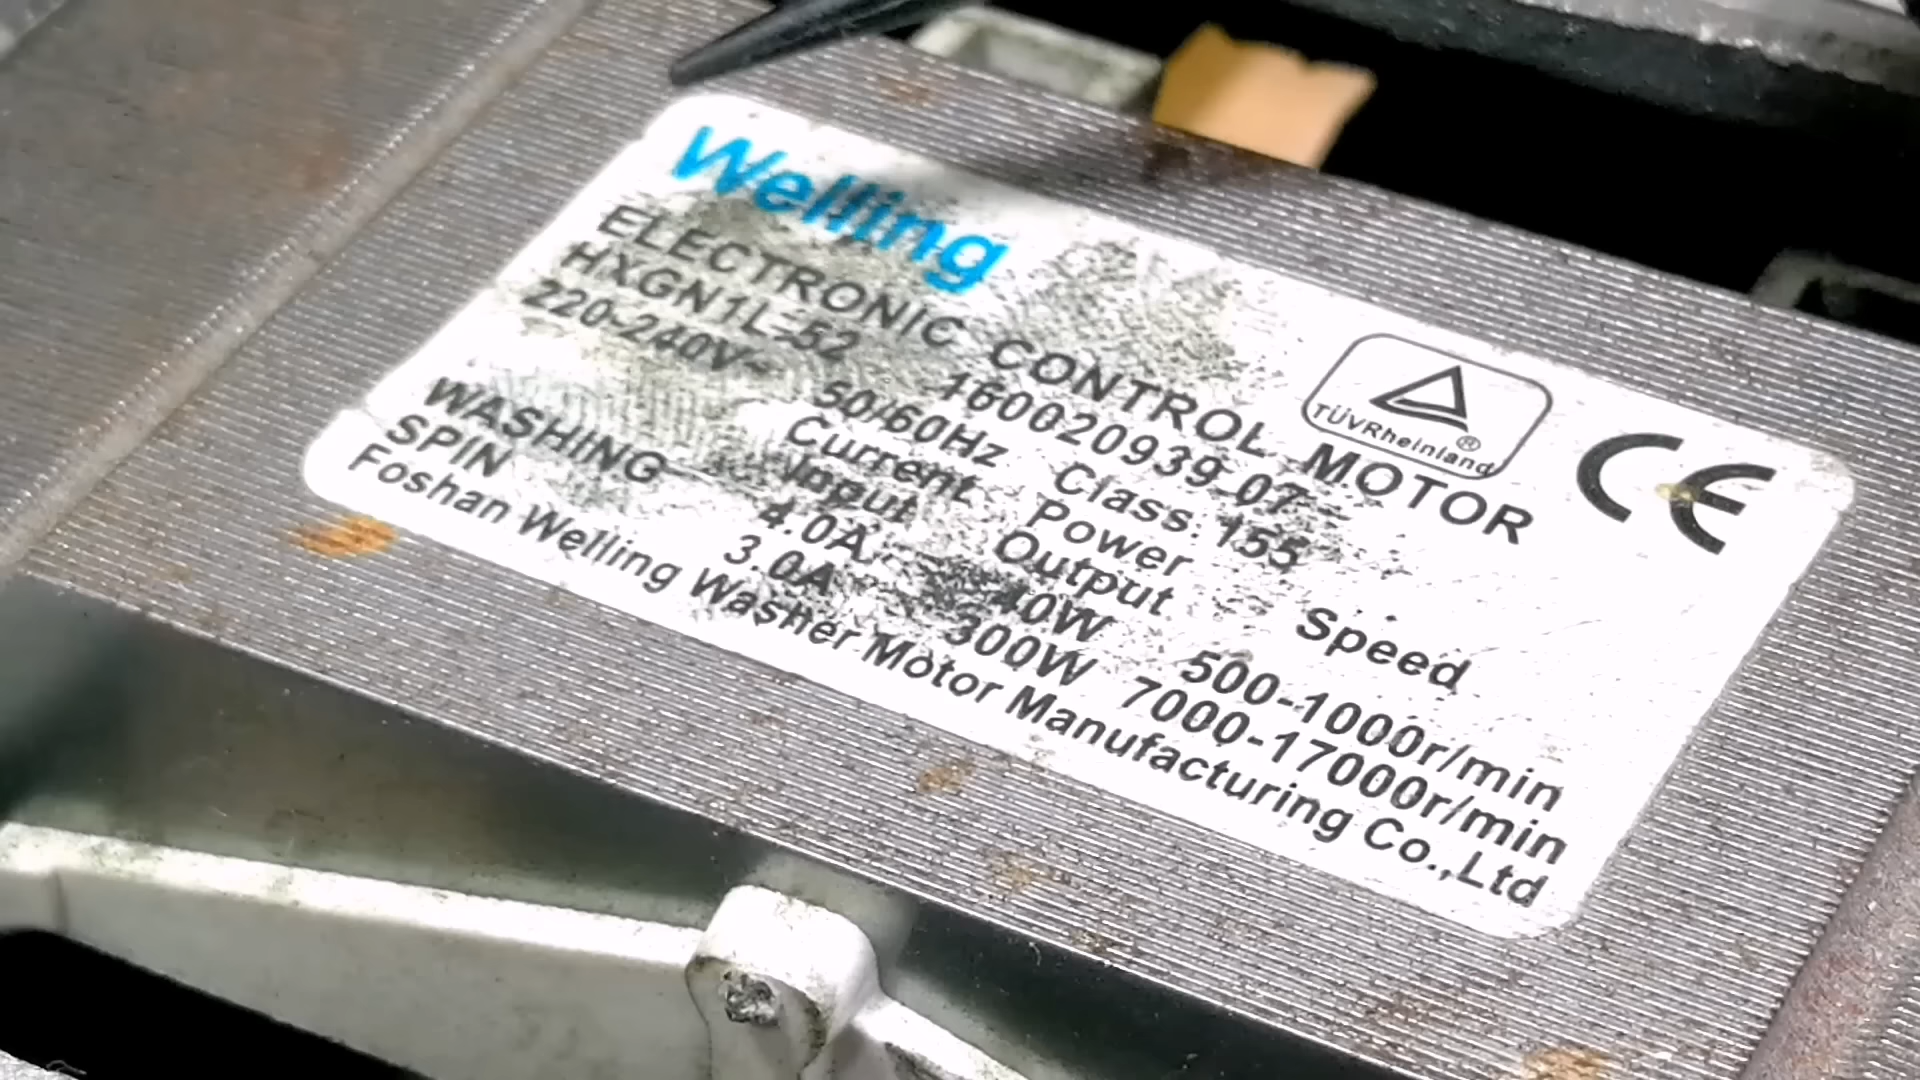 Welling
ELECTRONIC CONTROL MOTOR
HXGN1L-52 160020939 07
220-240V~ 50/60Hz Class: 155
Current Power Speed
Input Output
WASHING 4.0A 40W 500-1000r/min
SPIN 3.0A 300W 7000-17000r/min
Foshan Welling Washer Motor Manufacturing Co.,Ltd
TÜVRheinland®
CE